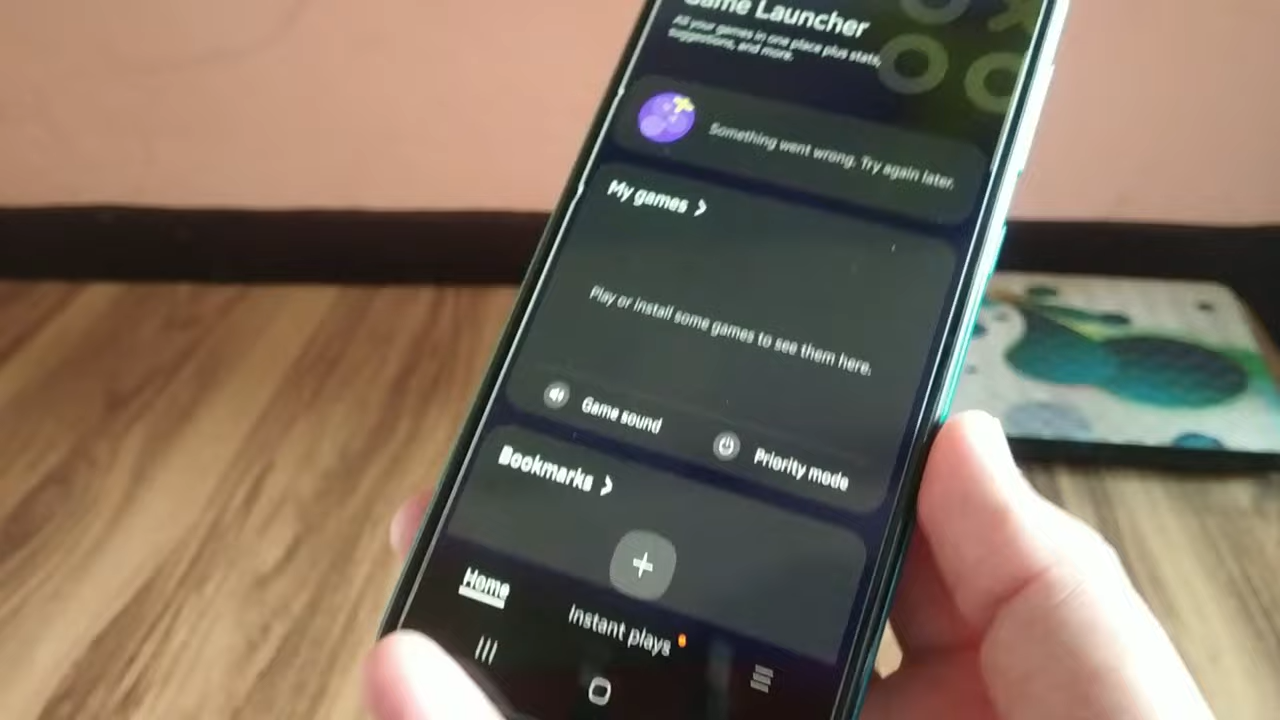 Game Launcher
All your games in one place plus stats,
suggestions, and more.
Something went wrong. Try again later.
My games
Play or install some games to see them here.
Game sound
Priority mode
Bookmarks
Home
Instant plays